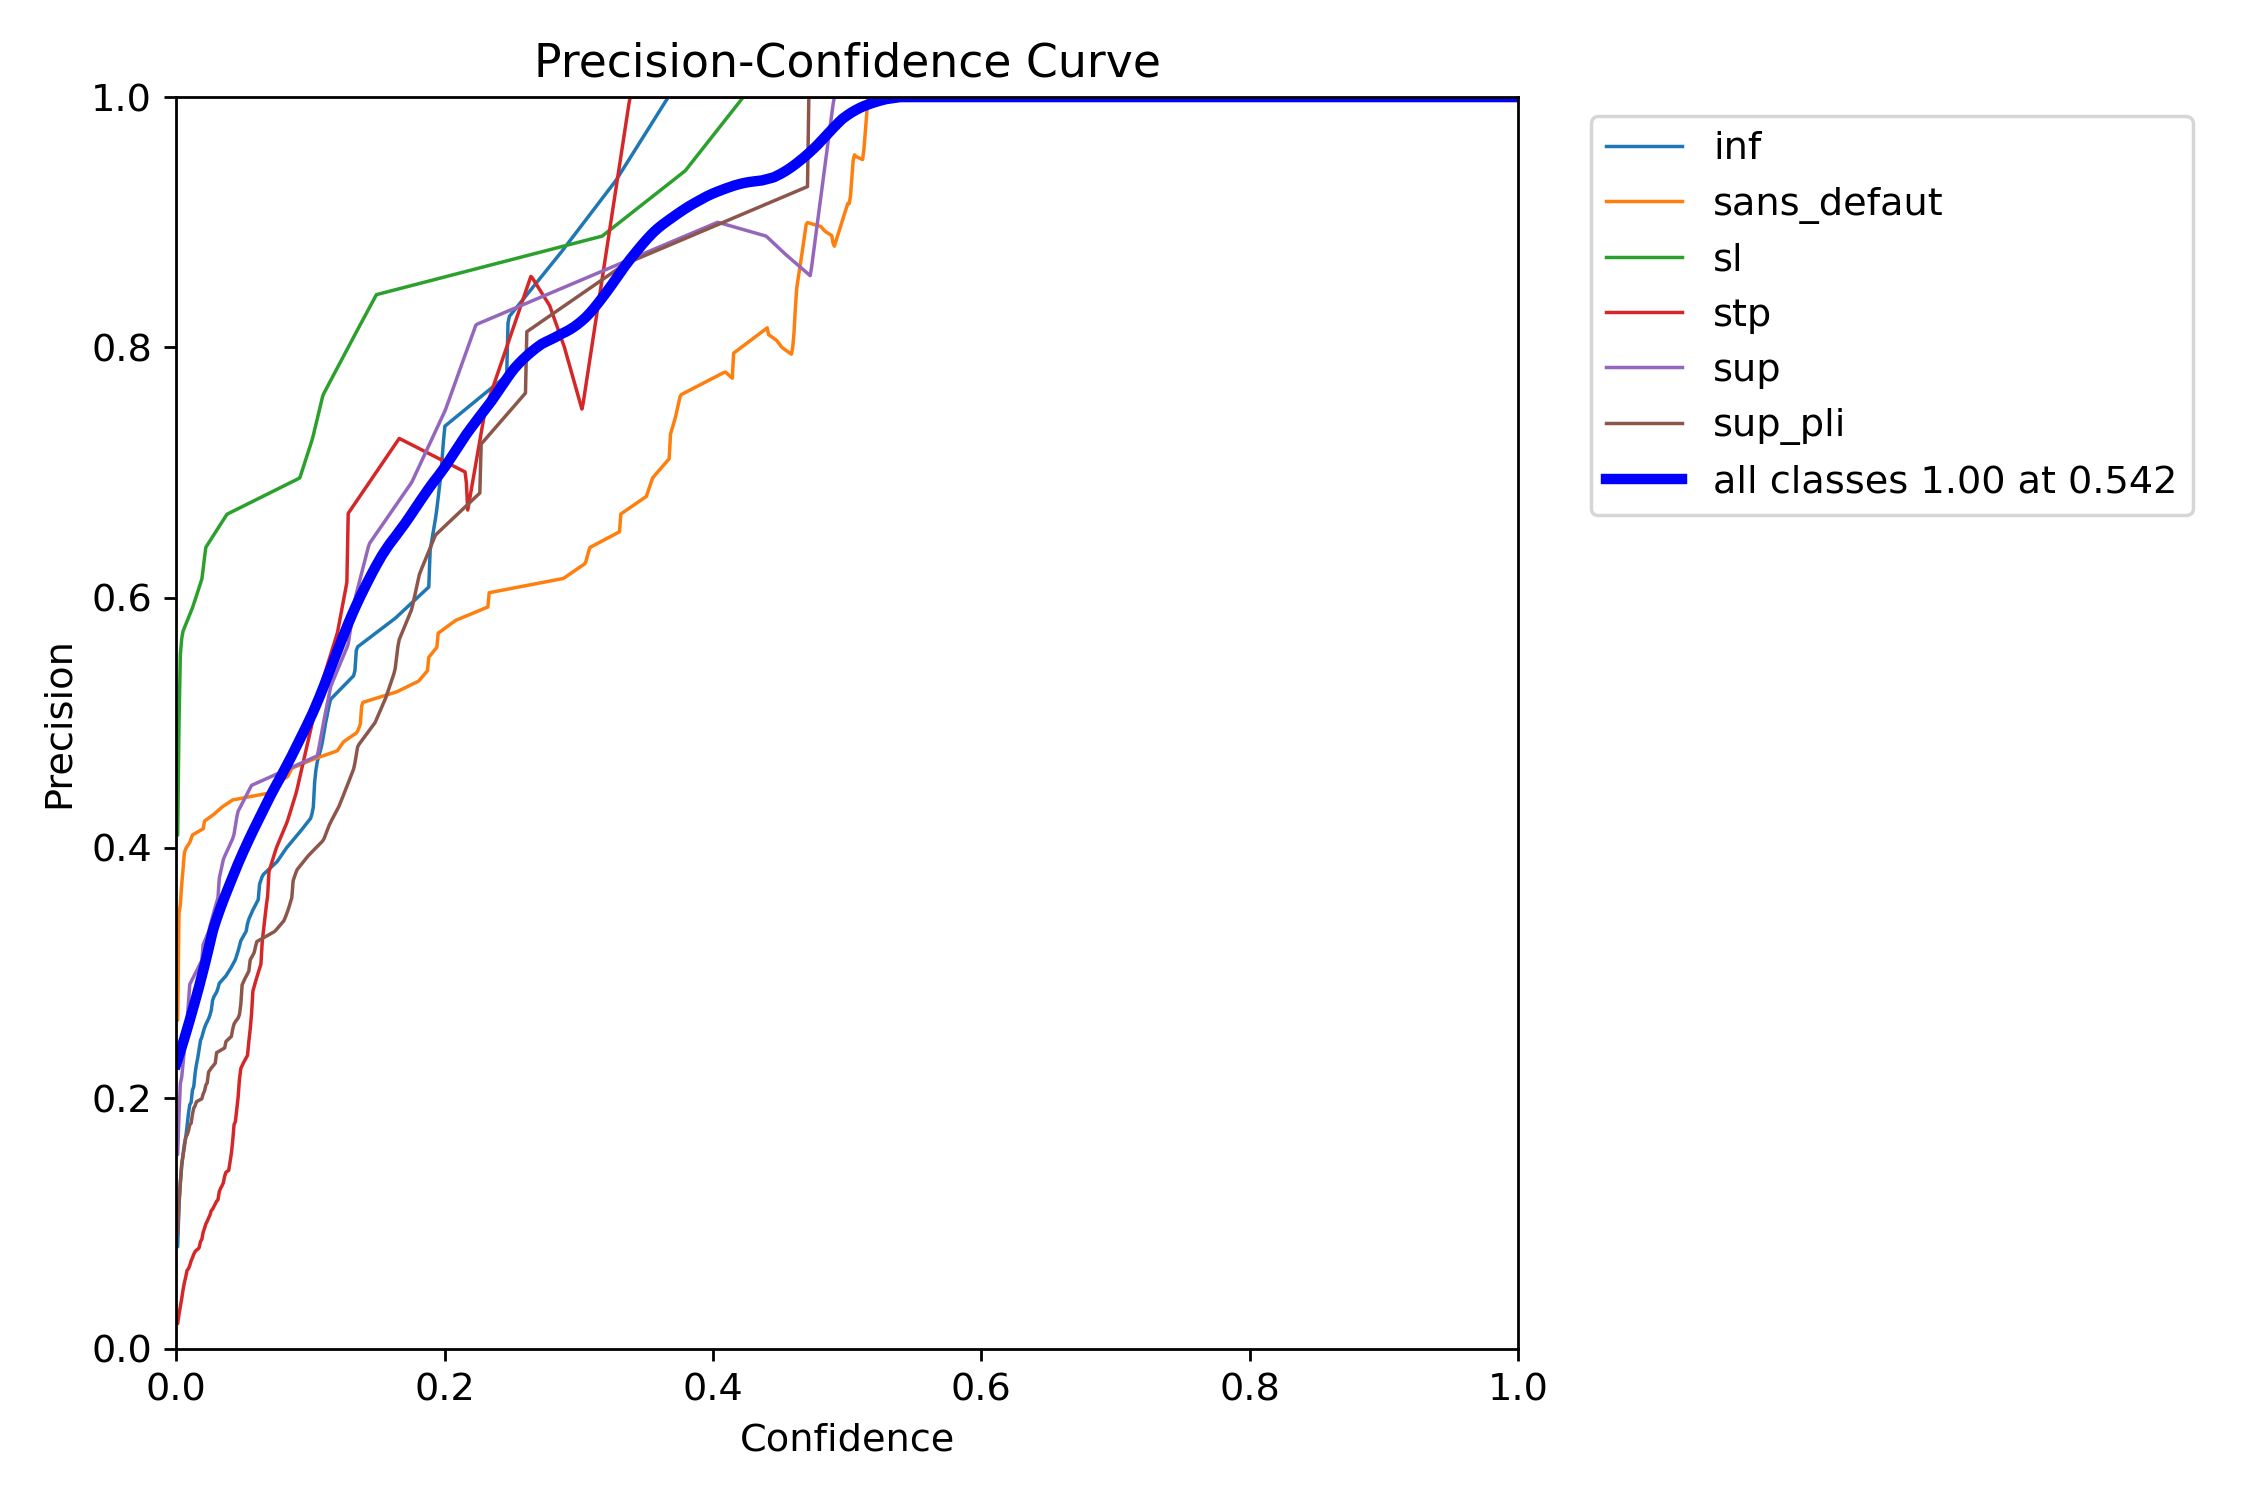 Precision-Confidence Curve
1.0
0.8
0.6
0.4
0.2
0.0
Precision
0.0 0.2 0.4 0.6 0.8 1.0
Confidence
inf
sans_defaut
sl
stp
sup
sup_pli
all classes 1.00 at 0.542